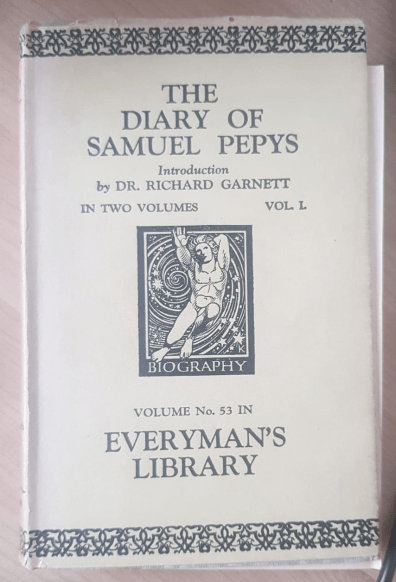 THE
DIARY OF
SAMUEL PEPYS
Introduction
by DR. RICHARD GARNETT
IN TWO VOLUMES VOL. I.
K
BIOGRAPHY
VOLUME No. 53 IN
EVERYMAN'S
LIBRARY